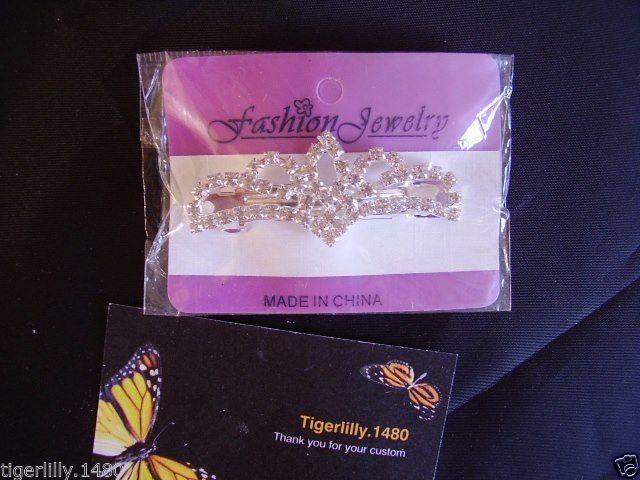 Fashion Jewelry
MADE IN CHINA
Tigerlilly.1480
Thank you for your custom
tigerlilly.1480